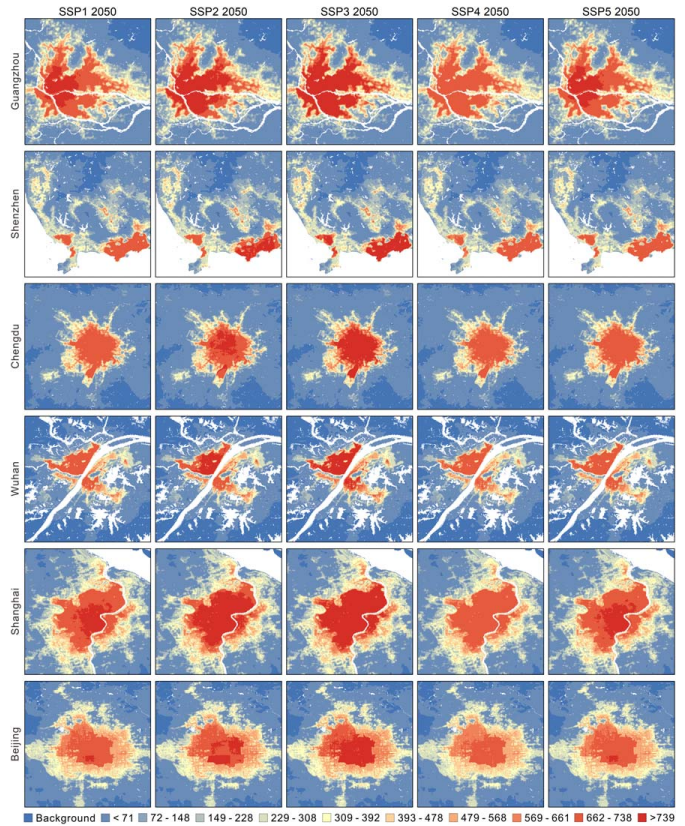 SSP1 2050 SSP2 2050 SSP3 2050 SSP4 2050 SSP5 2050
Guangzhou
Shenzhen
Chengdu
Wuhan
Shanghai
Beijing
Background < 71 72 - 148 149 - 228 229 - 308 309 - 392 393 - 478 479 - 568 569 - 661 662 - 738 >739